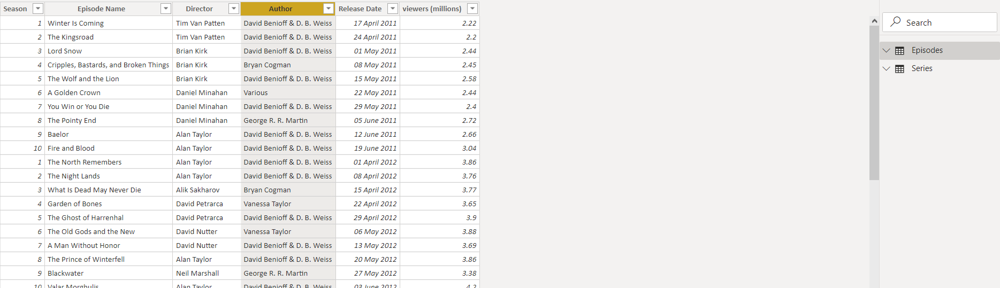 Season Episode Name Director Author Release Date viewers (millions)
1 Winter Is Coming Tim Van Patten David Benioff & D. B. Weiss 17 April 2011 2.22
2 The Kingsroad Tim Van Patten David Benioff & D. B. Weiss 24 April 2011 2.2
3 Lord Snow Brian Kirk David Benioff & D. B. Weiss 01 May 2011 2.44
4 Cripples, Bastards, and Broken Things Brian Kirk Bryan Cogman 08 May 2011 2.45
5 The Wolf and the Lion Brian Kirk David Benioff & D. B. Weiss 15 May 2011 2.58
6 A Golden Crown Daniel Minahan Various 22 May 2011 2.44
7 You Win or You Die Daniel Minahan David Benioff & D. B. Weiss 29 May 2011 2.4
8 The Pointy End Daniel Minahan George R. R. Martin 05 June 2011 2.72
9 Baelor Alan Taylor David Benioff & D. B. Weiss 12 June 2011 2.66
10 Fire and Blood Alan Taylor David Benioff & D. B. Weiss 19 June 2011 3.04
1 The North Remembers Alan Taylor David Benioff & D. B. Weiss 01 April 2012 3.86
2 The Night Lands Alan Taylor David Benioff & D. B. Weiss 08 April 2012 3.76
3 What Is Dead May Never Die Alik Sakharov Bryan Cogman 15 April 2012 3.77
4 Garden of Bones David Petrarca Vanessa Taylor 22 April 2012 3.65
5 The Ghost of Harrenhal David Petrarca David Benioff & D. B. Weiss 29 April 2012 3.9
6 The Old Gods and the New David Nutter Vanessa Taylor 06 May 2012 3.88
7 A Man Without Honor David Nutter David Benioff & D. B. Weiss 13 May 2012 3.69
8 The Prince of Winterfell Alan Taylor David Benioff & D. B. Weiss 20 May 2012 3.86
9 Blackwater Neil Marshall George R. R. Martin 27 May 2012 3.38
10 Valar Morghulis Alan Taylor David Benioff & D. B. Weiss 03 June 2012 4.2
Search
Episodes
Series